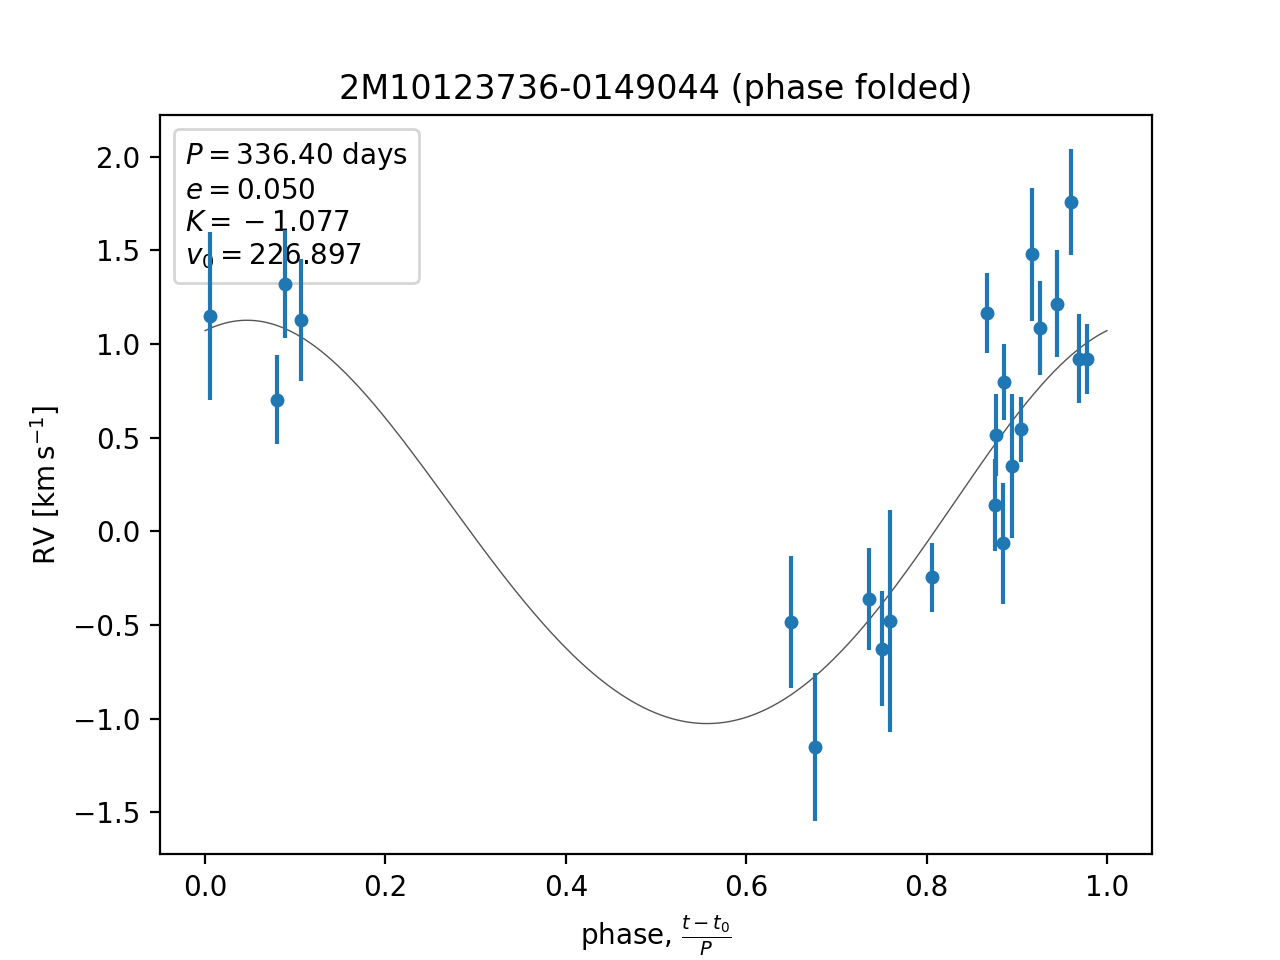 2M10123736-0149044 (phase folded)
P = 336.40 days
e = 0.050
K = −1.077
v₀ = 226.897
2.0
1.5
1.0
0.5
0.0
−0.5
−1.0
−1.5
RV [km s⁻¹]
0.0 0.2 0.4 0.6 0.8 1.0
phase, (t − t₀)/P